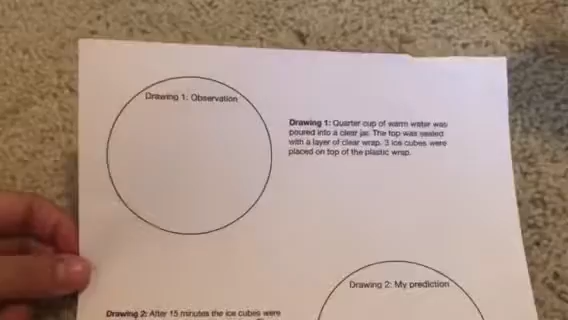 Drawing 1: Observation
Drawing 1: Quarter cup of warm water was
poured into a clear jar. The top was sealed
with a layer of clear wrap. 3 ice cubes were
placed on top of the plastic wrap.
Drawing 2: My prediction
Drawing 2: After 15 minutes the ice cubes were